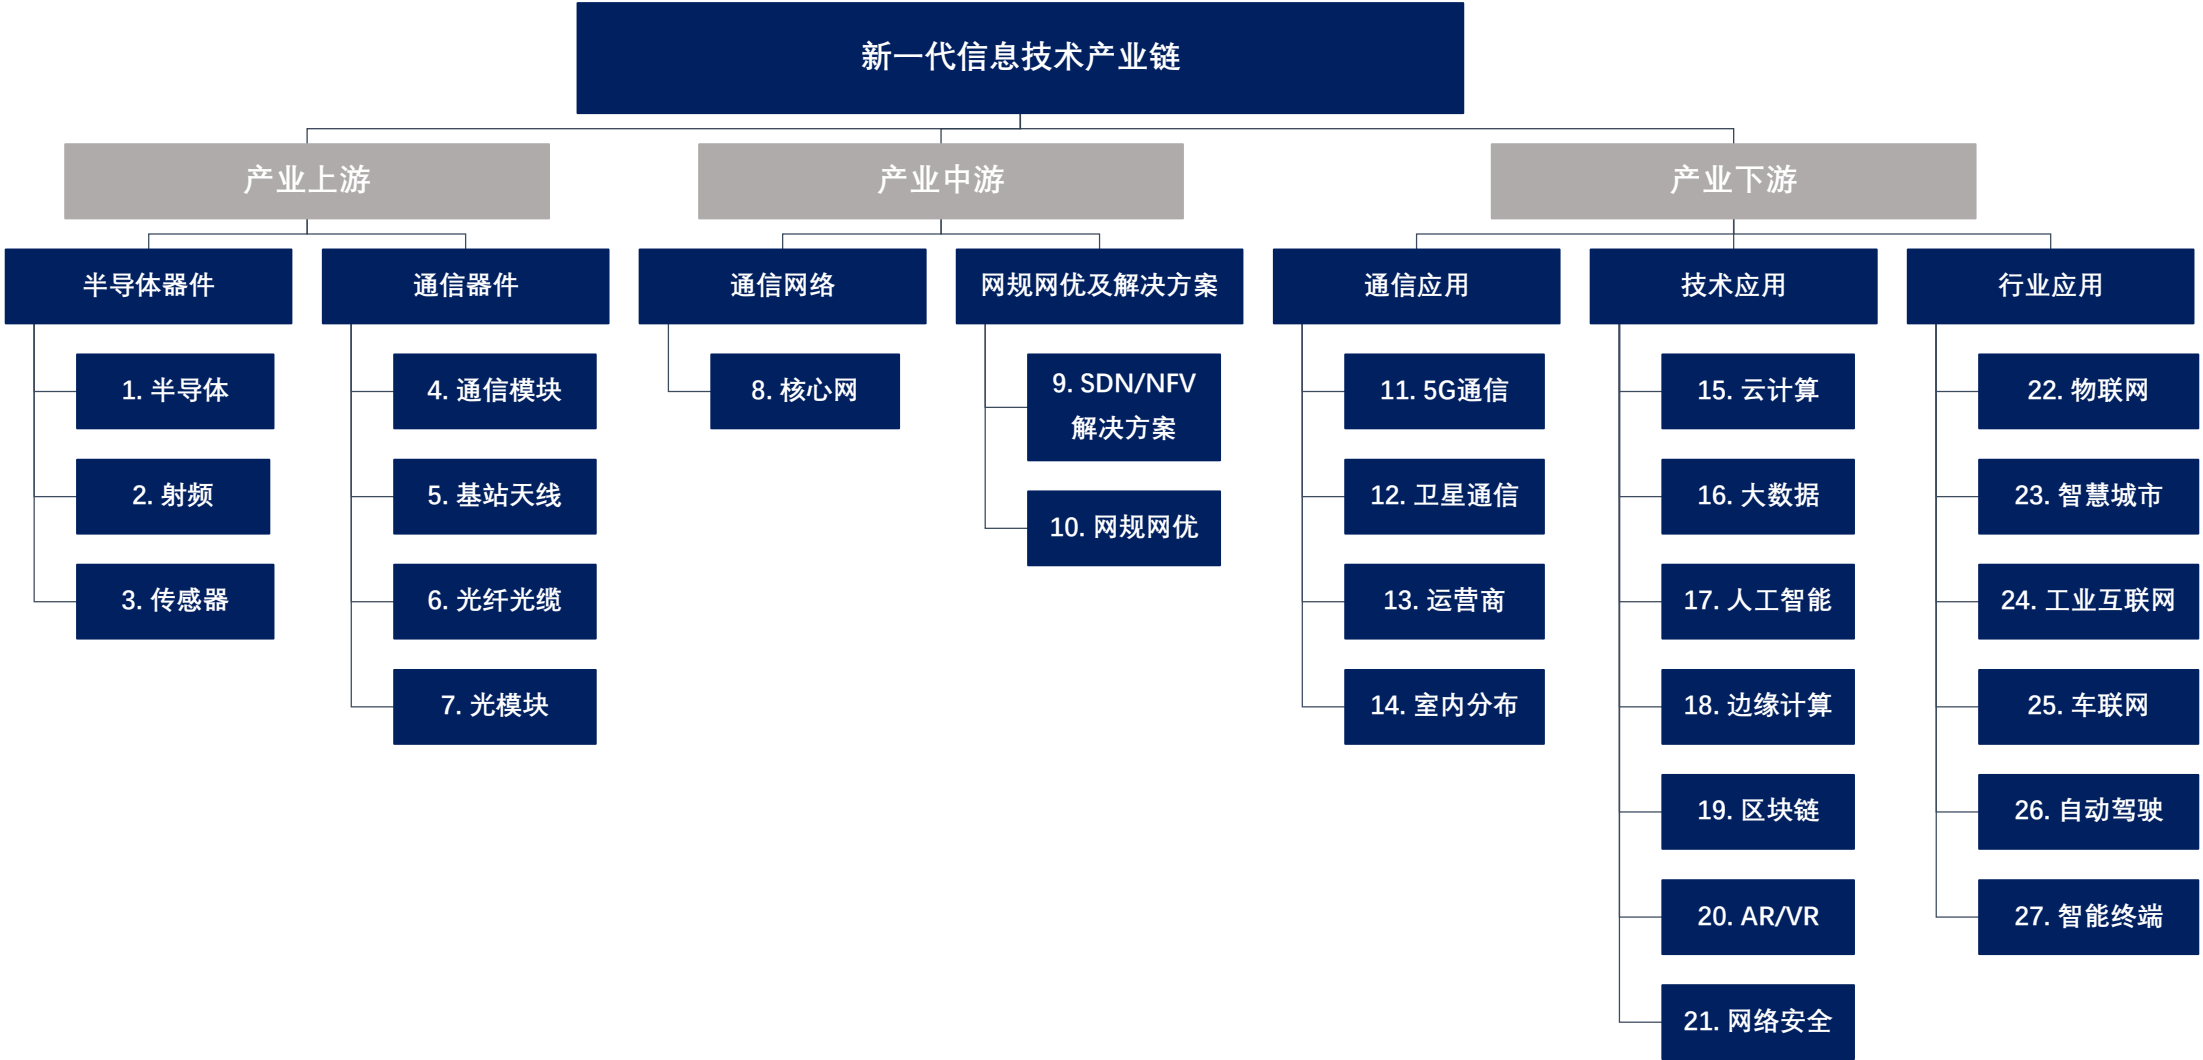 新一代信息技术产业链
产业上游
产业中游
产业下游
半导体器件
通信器件
通信网络
网规网优及解决方案
通信应用
技术应用
行业应用
1. 半导体
2. 射频
3. 传感器
4. 通信模块
5. 基站天线
6. 光纤光缆
7. 光模块
8. 核心网
9. SDN/NFV
解决方案
10. 网规网优
11. 5G通信
12. 卫星通信
13. 运营商
14. 室内分布
15. 云计算
16. 大数据
17. 人工智能
18. 边缘计算
19. 区块链
20. AR/VR
21. 网络安全
22. 物联网
23. 智慧城市
24. 工业互联网
25. 车联网
26. 自动驾驶
27. 智能终端